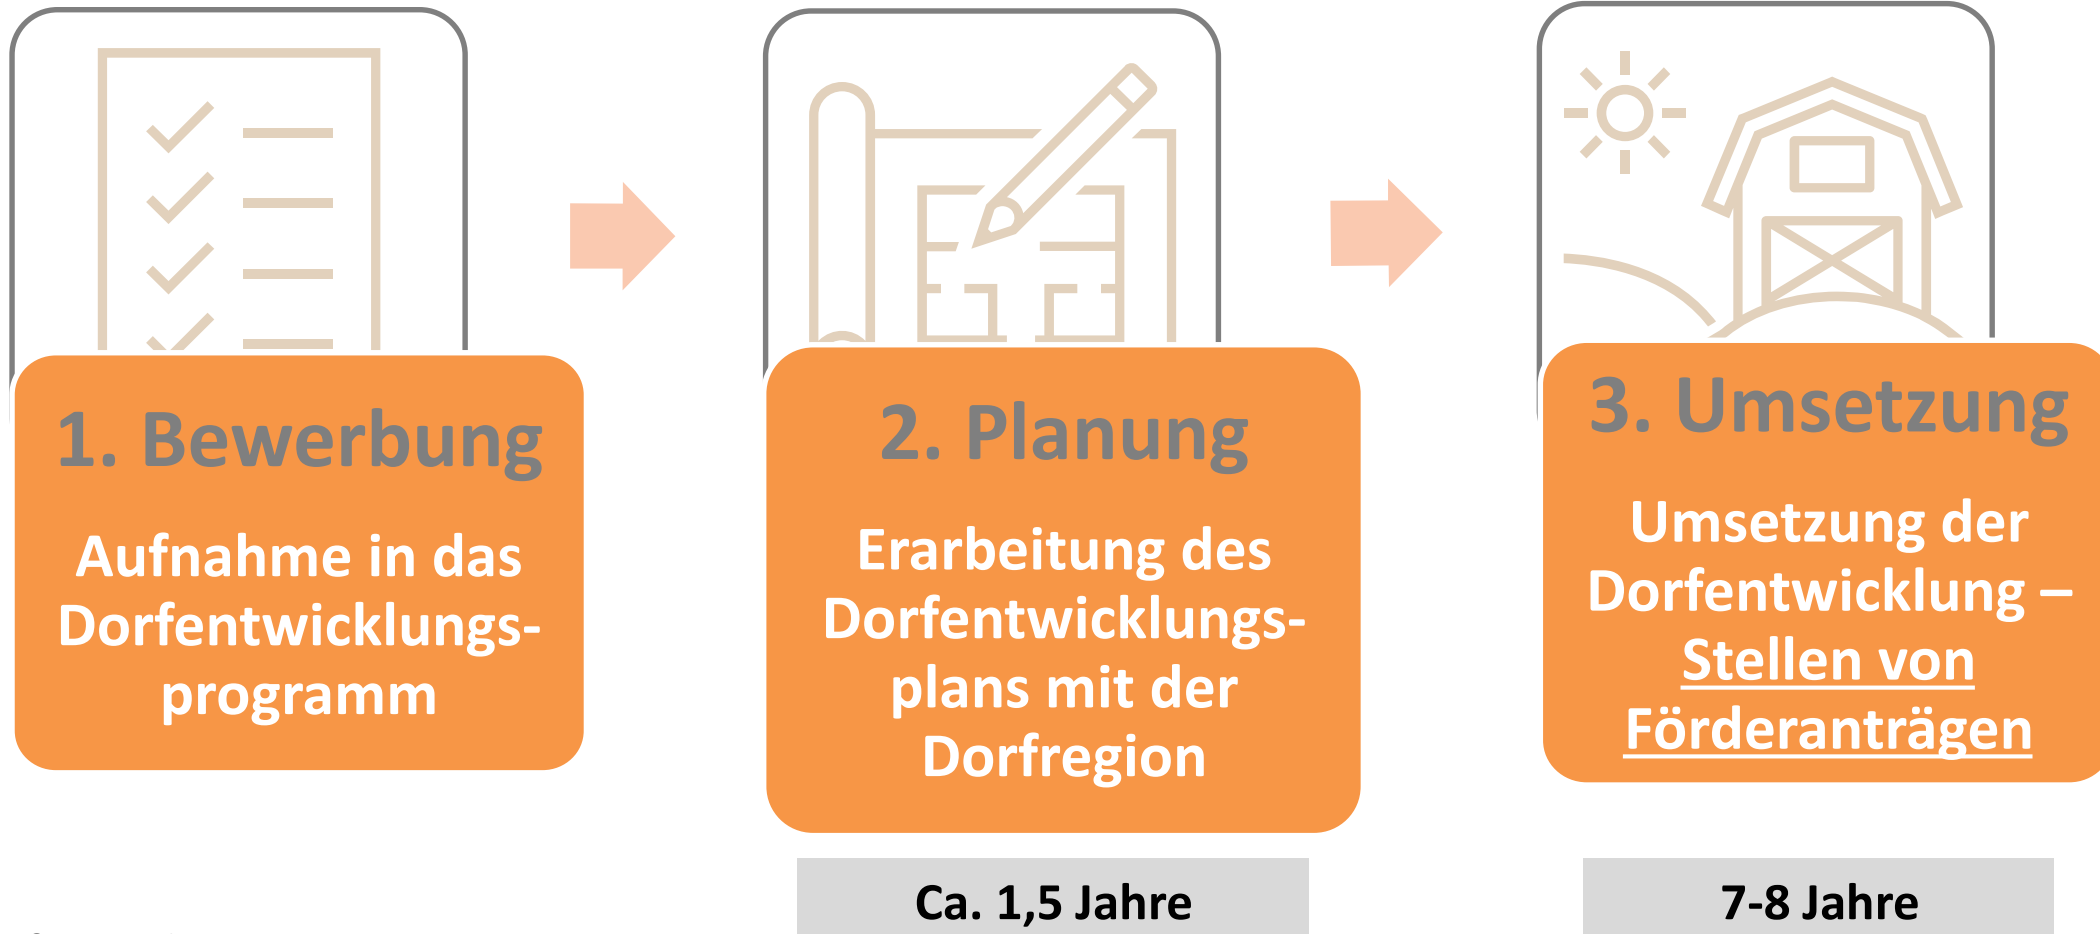 1. Bewerbung
Aufnahme in das
Dorfentwicklungs-
programm
2. Planung
Erarbeitung des
Dorfentwicklungs-
plans mit der
Dorfregion
Ca. 1,5 Jahre
3. Umsetzung
Umsetzung der
Dorfentwicklung –
Stellen von
Förderanträgen
7-8 Jahre